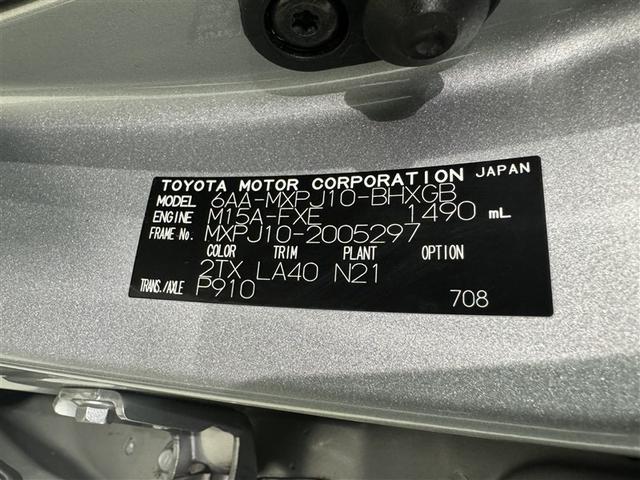 TOYOTA MOTOR CORPORATION JAPAN
MODEL 6AA-MXPJ10-BHXGB
ENGINE M15A-FXE 1490 mL
FRAME No. MXPJ10-2005297
COLOR TRIM PLANT OPTION
2TX LA40 N21
TRANS./AXLE P910 708